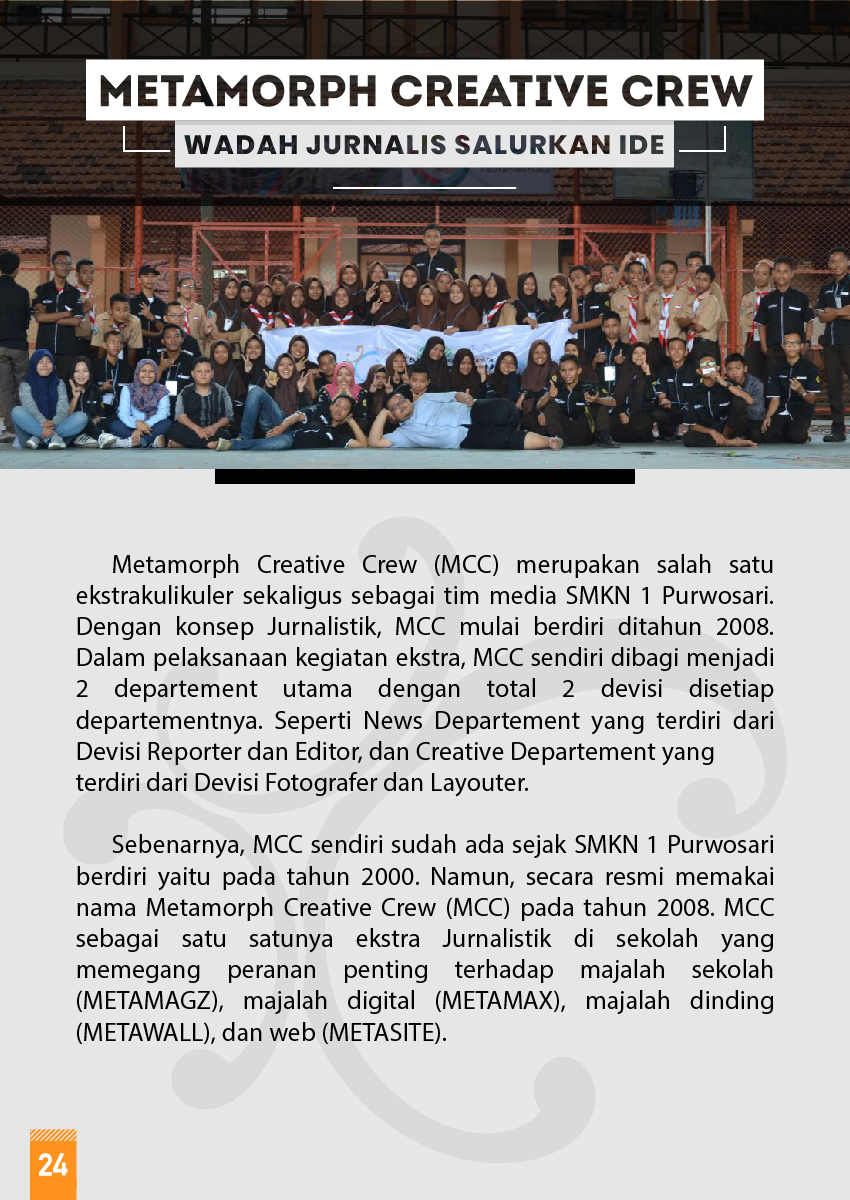 METAMORPH CREATIVE CREW
WADAH JURNALIS SALURKAN IDE
Metamorph Creative Crew (MCC) merupakan salah satu
ekstrakulikuler sekaligus sebagai tim media SMKN 1 Purwosari.
Dengan konsep Jurnalistik, MCC mulai berdiri ditahun 2008.
Dalam pelaksanaan kegiatan ekstra, MCC sendiri dibagi menjadi
2 departement utama dengan total 2 devisi disetiap
departementnya. Seperti News Departement yang terdiri dari
Devisi Reporter dan Editor, dan Creative Departement yang
terdiri dari Devisi Fotografer dan Layouter.
Sebenarnya, MCC sendiri sudah ada sejak SMKN 1 Purwosari
berdiri yaitu pada tahun 2000. Namun, secara resmi memakai
nama Metamorph Creative Crew (MCC) pada tahun 2008. MCC
sebagai satu satunya ekstra Jurnalistik di sekolah yang
memegang peranan penting terhadap majalah sekolah
(METAMAGZ), majalah digital (METAMAX), majalah dinding
(METAWALL), dan web (METASITE).
24